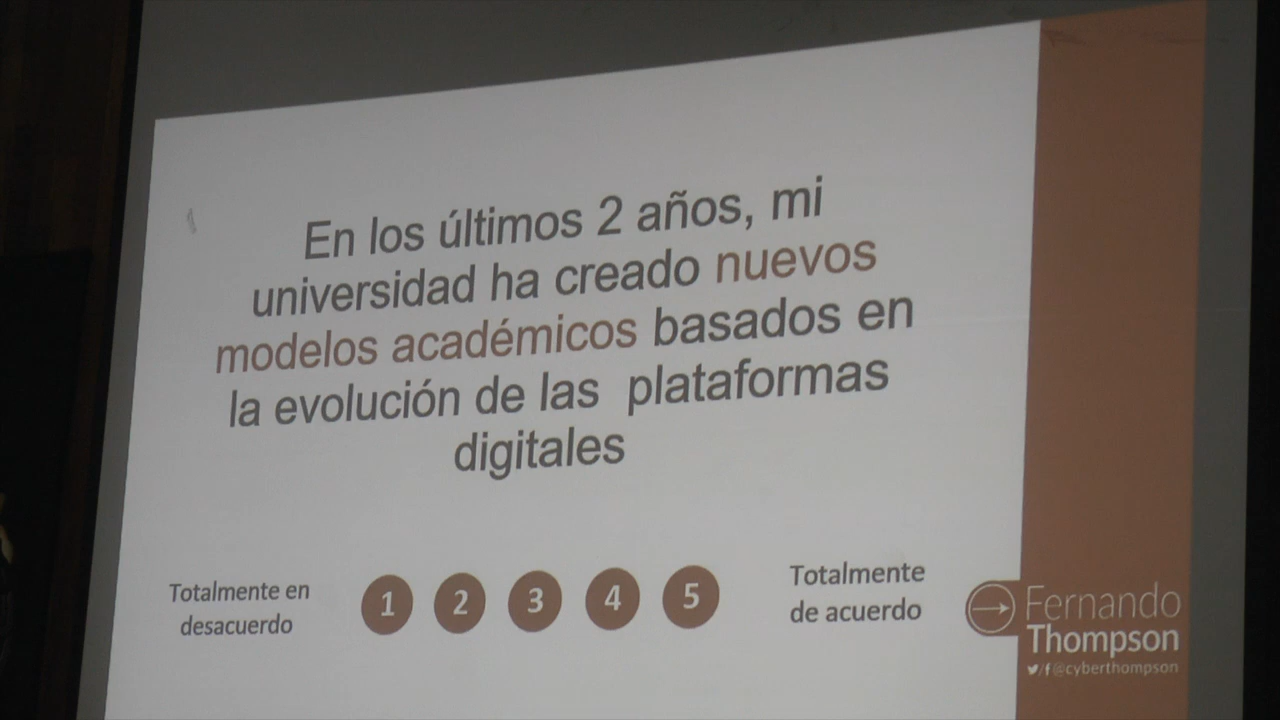 En los últimos 2 años, mi
universidad ha creado nuevos
modelos académicos basados en
la evolución de las plataformas
digitales
Totalmente en
desacuerdo
1 2 3 4 5
Totalmente
de acuerdo
Fernando
Thompson
/f@cyberthompson